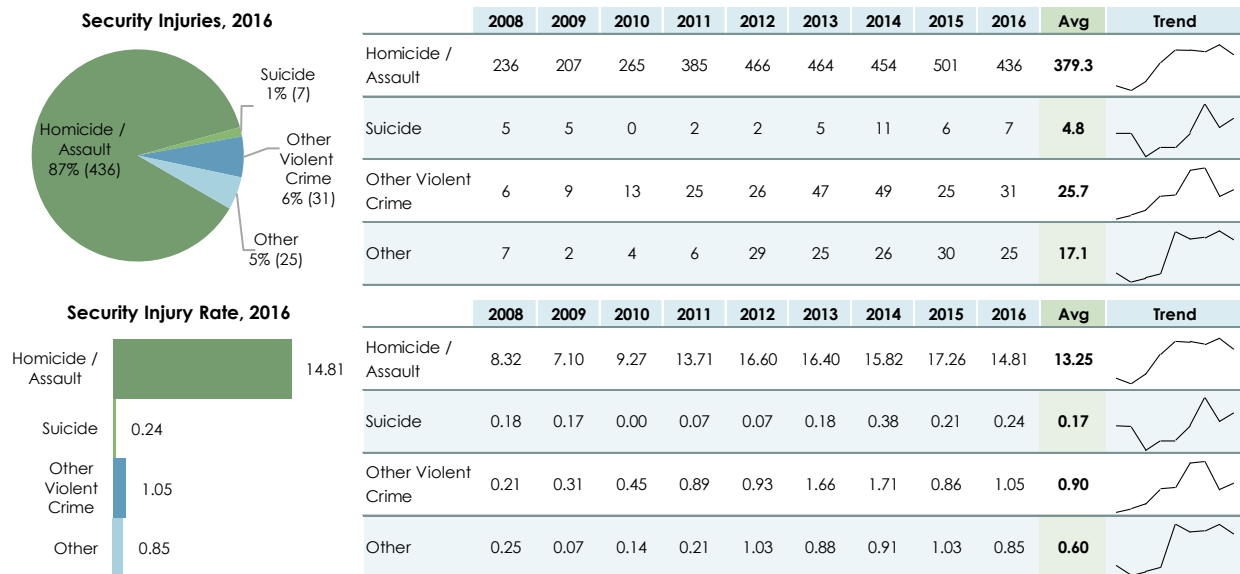 Security Injuries, 2016
Suicide
1% (7)
Homicide /
Assault
87% (436)
Other
Violent
Crime
6% (31)
Other
5% (25)
2008 2009 2010 2011 2012 2013 2014 2015 2016 Avg Trend
Homicide /
Assault
236 207 265 385 466 464 454 501 436 379.3
Suicide 5 5 0 2 2 5 11 6 7 4.8
Other Violent
Crime
6 9 13 25 26 47 49 25 31 25.7
Other 7 2 4 6 29 25 26 30 25 17.1
Security Injury Rate, 2016
Homicide /
Assault
14.81
Suicide 0.24
Other
Violent
Crime
1.05
Other 0.85
2008 2009 2010 2011 2012 2013 2014 2015 2016 Avg Trend
Homicide /
Assault
8.32 7.10 9.27 13.71 16.60 16.40 15.82 17.26 14.81 13.25
Suicide 0.18 0.17 0.00 0.07 0.07 0.18 0.38 0.21 0.24 0.17
Other Violent
Crime
0.21 0.31 0.45 0.89 0.93 1.66 1.71 0.86 1.05 0.90
Other 0.25 0.07 0.14 0.21 1.03 0.88 0.91 1.03 0.85 0.60